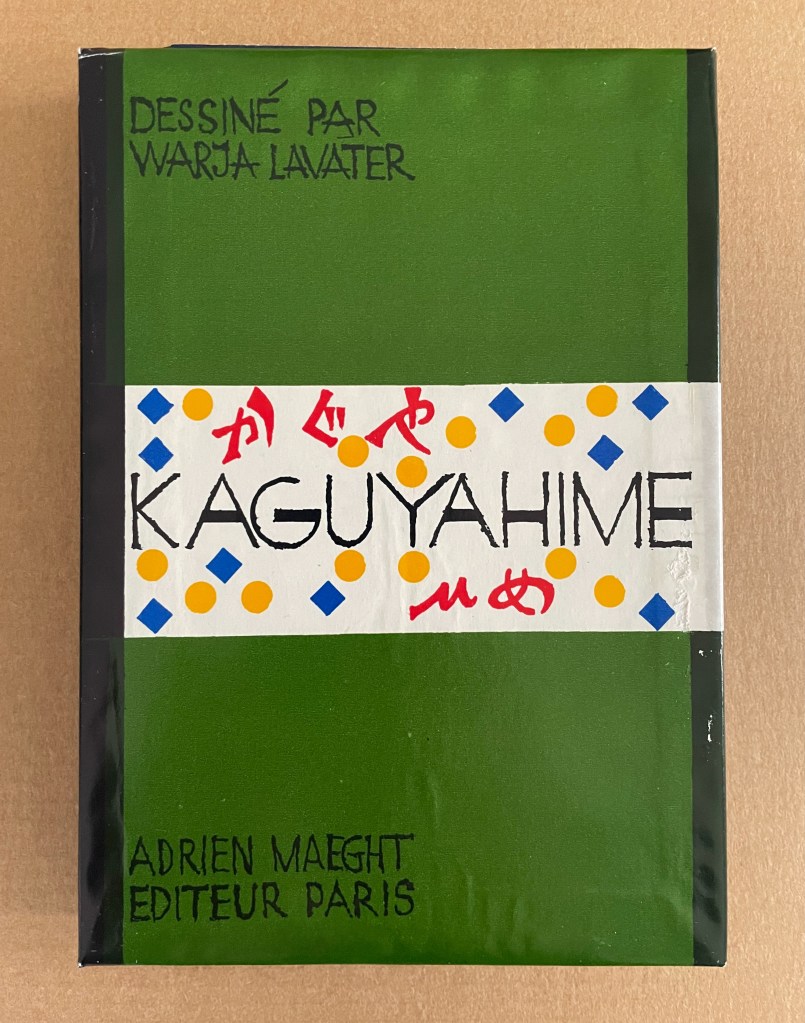 DESSINÉ PAR
WARJA LAVATER
かぐや
KAGUYAHIME
ひめ
ADRIEN MAEGHT
EDITEUR PARIS